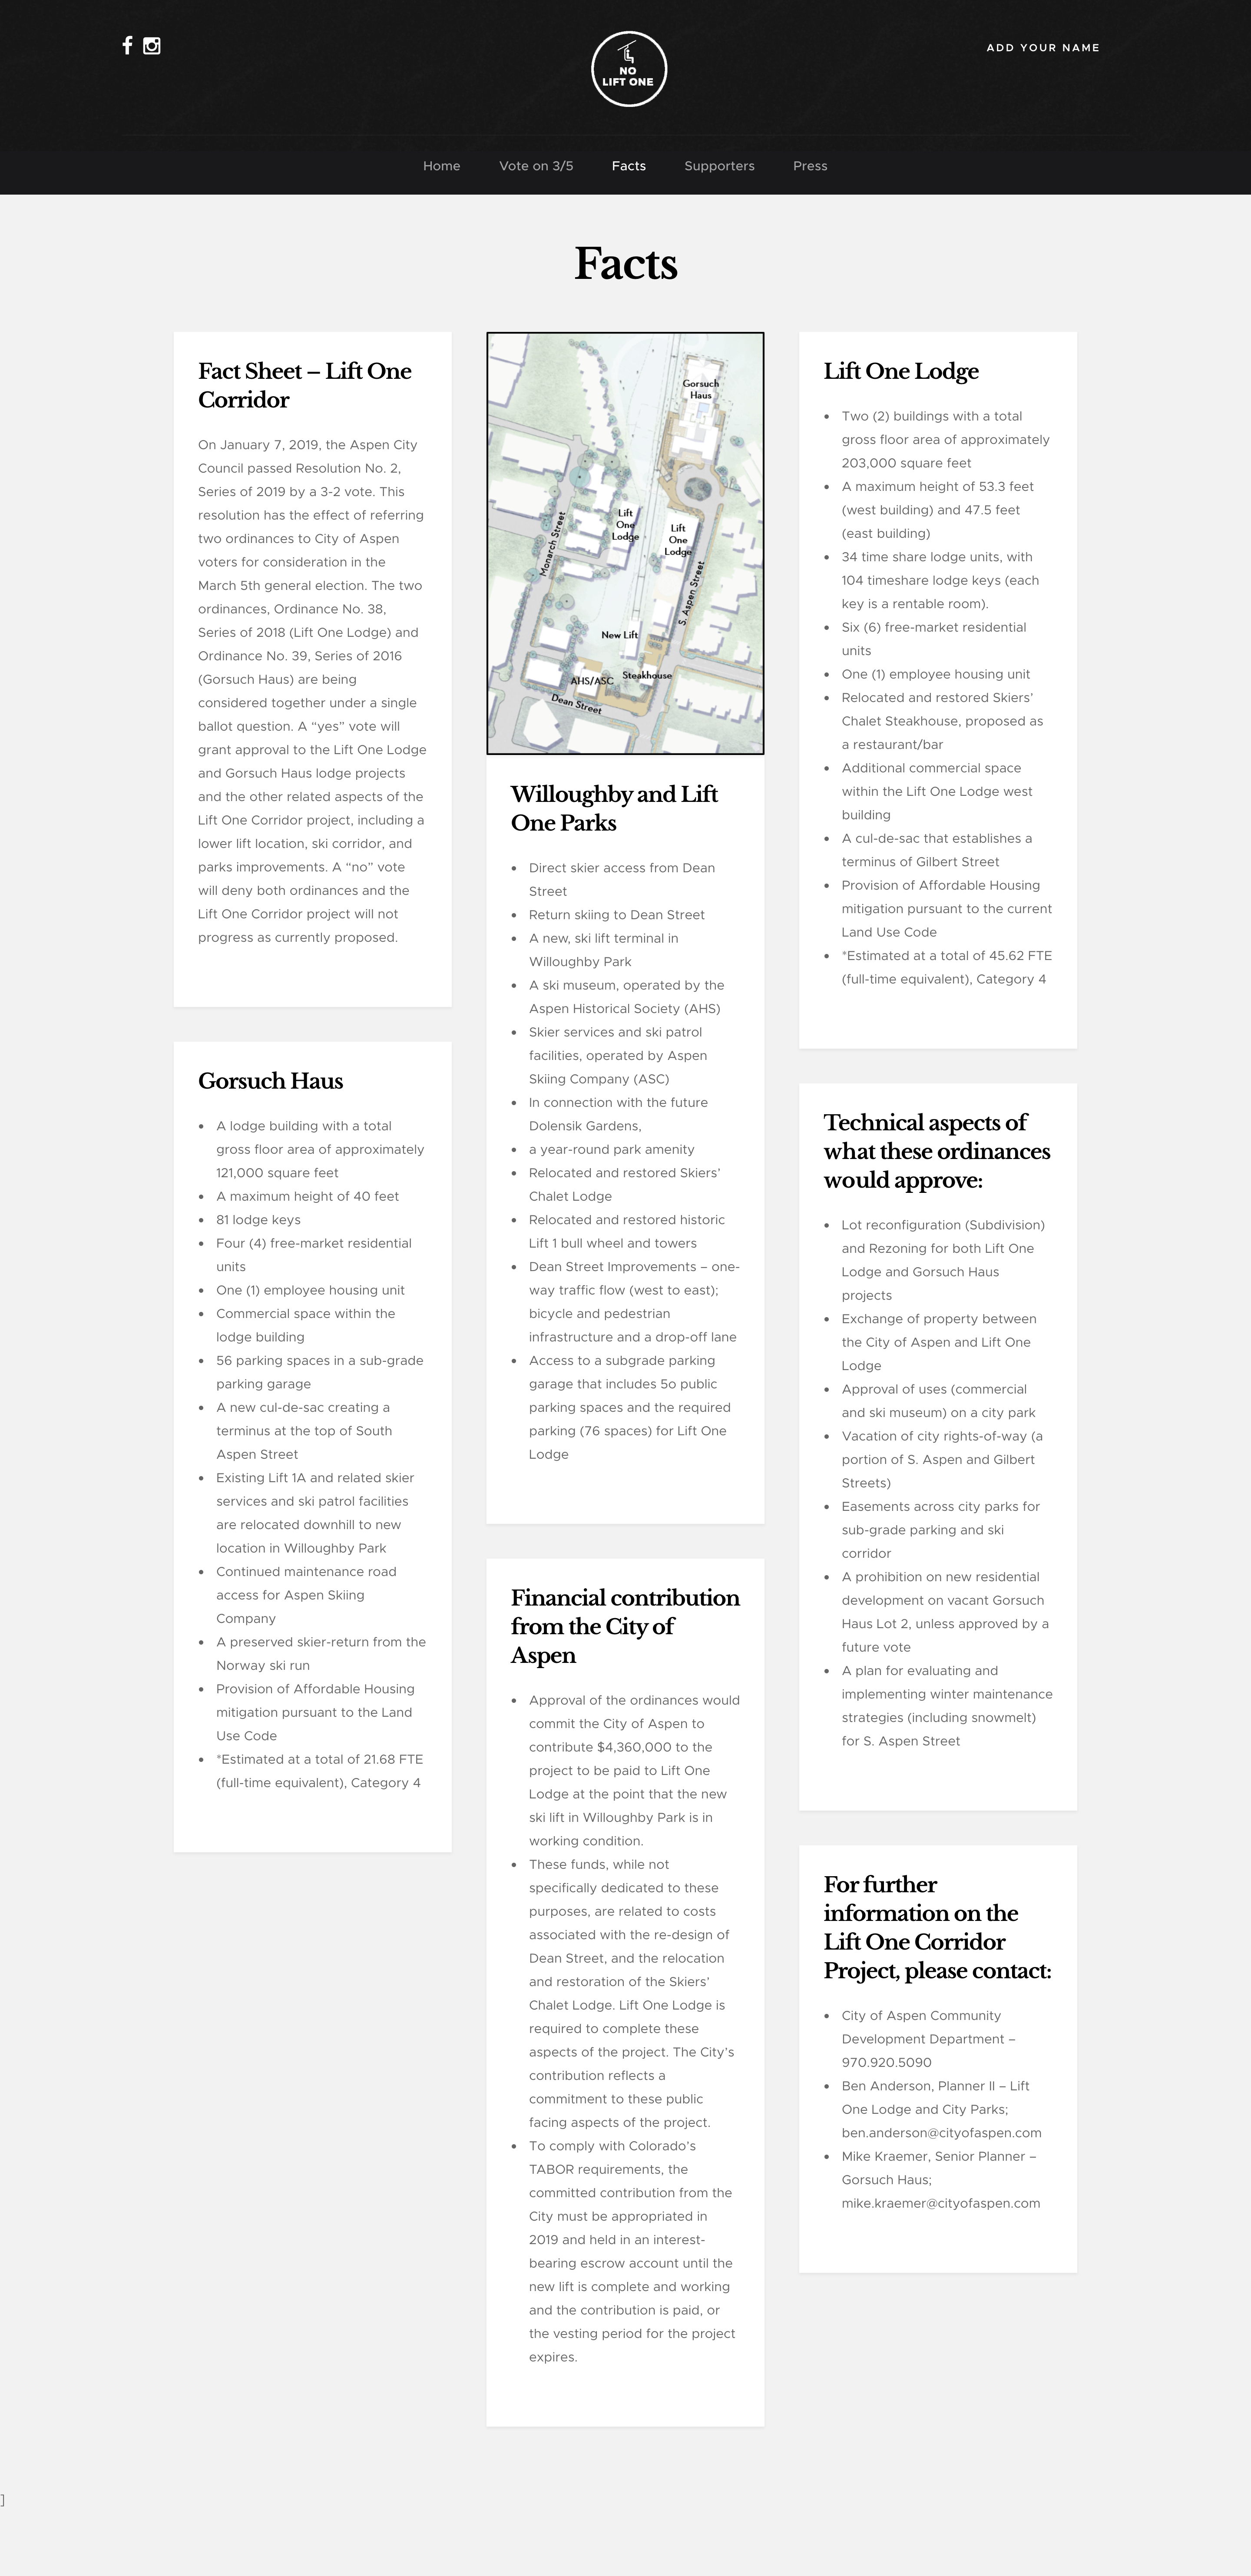 NO
LIFT ONE
ADD YOUR NAME
Home
Vote on 3/5
Facts
Supporters
Press
Facts
Fact Sheet – Lift One
Corridor
On January 7, 2019, the Aspen City
Council passed Resolution No. 2,
Series of 2019 by a 3-2 vote. This
resolution has the effect of referring
two ordinances to City of Aspen
voters for consideration in the
March 5th general election. The two
ordinances, Ordinance No. 38,
Series of 2018 (Lift One Lodge) and
Ordinance No. 39, Series of 2016
(Gorsuch Haus) are being
considered together under a single
ballot question. A “yes” vote will
grant approval to the Lift One Lodge
and Gorsuch Haus lodge projects
and the other related aspects of the
Lift One Corridor project, including a
lower lift location, ski corridor, and
parks improvements. A “no” vote
will deny both ordinances and the
Lift One Corridor project will not
progress as currently proposed.
Gorsuch Haus
• A lodge building with a total
gross floor area of approximately
121,000 square feet
• A maximum height of 40 feet
• 81 lodge keys
• Four (4) free-market residential
units
• One (1) employee housing unit
• Commercial space within the
lodge building
• 56 parking spaces in a sub-grade
parking garage
• A new cul-de-sac creating a
terminus at the top of South
Aspen Street
• Existing Lift 1A and related skier
services and ski patrol facilities
are relocated downhill to new
location in Willoughby Park
• Continued maintenance road
access for Aspen Skiing
Company
• A preserved skier-return from the
Norway ski run
• Provision of Affordable Housing
mitigation pursuant to the Land
Use Code
• *Estimated at a total of 21.68 FTE
(full-time equivalent), Category 4
Gorsuch
Haus
Monarch Street
Lift
One
Lodge
Lift
One
Lodge
S. Aspen Street
New Lift
AHS/ASC
Steakhouse
Dean Street
Willoughby and Lift
One Parks
• Direct skier access from Dean
Street
• Return skiing to Dean Street
• A new, ski lift terminal in
Willoughby Park
• A ski museum, operated by the
Aspen Historical Society (AHS)
• Skier services and ski patrol
facilities, operated by Aspen
Skiing Company (ASC)
• In connection with the future
Dolensik Gardens,
• a year-round park amenity
• Relocated and restored Skiers’
Chalet Lodge
• Relocated and restored historic
Lift 1 bull wheel and towers
• Dean Street Improvements – one-
way traffic flow (west to east);
bicycle and pedestrian
infrastructure and a drop-off lane
• Access to a subgrade parking
garage that includes 5o public
parking spaces and the required
parking (76 spaces) for Lift One
Lodge
Financial contribution
from the City of
Aspen
• Approval of the ordinances would
commit the City of Aspen to
contribute $4,360,000 to the
project to be paid to Lift One
Lodge at the point that the new
ski lift in Willoughby Park is in
working condition.
• These funds, while not
specifically dedicated to these
purposes, are related to costs
associated with the re-design of
Dean Street, and the relocation
and restoration of the Skiers’
Chalet Lodge. Lift One Lodge is
required to complete these
aspects of the project. The City’s
contribution reflects a
commitment to these public
facing aspects of the project.
• To comply with Colorado’s
TABOR requirements, the
committed contribution from the
City must be appropriated in
2019 and held in an interest-
bearing escrow account until the
new lift is complete and working
and the contribution is paid, or
the vesting period for the project
expires.
Lift One Lodge
• Two (2) buildings with a total
gross floor area of approximately
203,000 square feet
• A maximum height of 53.3 feet
(west building) and 47.5 feet
(east building)
• 34 time share lodge units, with
104 timeshare lodge keys (each
key is a rentable room).
• Six (6) free-market residential
units
• One (1) employee housing unit
• Relocated and restored Skiers’
Chalet Steakhouse, proposed as
a restaurant/bar
• Additional commercial space
within the Lift One Lodge west
building
• A cul-de-sac that establishes a
terminus of Gilbert Street
• Provision of Affordable Housing
mitigation pursuant to the current
Land Use Code
• *Estimated at a total of 45.62 FTE
(full-time equivalent), Category 4
Technical aspects of
what these ordinances
would approve:
• Lot reconfiguration (Subdivision)
and Rezoning for both Lift One
Lodge and Gorsuch Haus
projects
• Exchange of property between
the City of Aspen and Lift One
Lodge
• Approval of uses (commercial
and ski museum) on a city park
• Vacation of city rights-of-way (a
portion of S. Aspen and Gilbert
Streets)
• Easements across city parks for
sub-grade parking and ski
corridor
• A prohibition on new residential
development on vacant Gorsuch
Haus Lot 2, unless approved by a
future vote
• A plan for evaluating and
implementing winter maintenance
strategies (including snowmelt)
for S. Aspen Street
For further
information on the
Lift One Corridor
Project, please contact:
• City of Aspen Community
Development Department –
970.920.5090
• Ben Anderson, Planner II – Lift
One Lodge and City Parks;
ben.anderson@cityofaspen.com
• Mike Kraemer, Senior Planner –
Gorsuch Haus;
mike.kraemer@cityofaspen.com
]